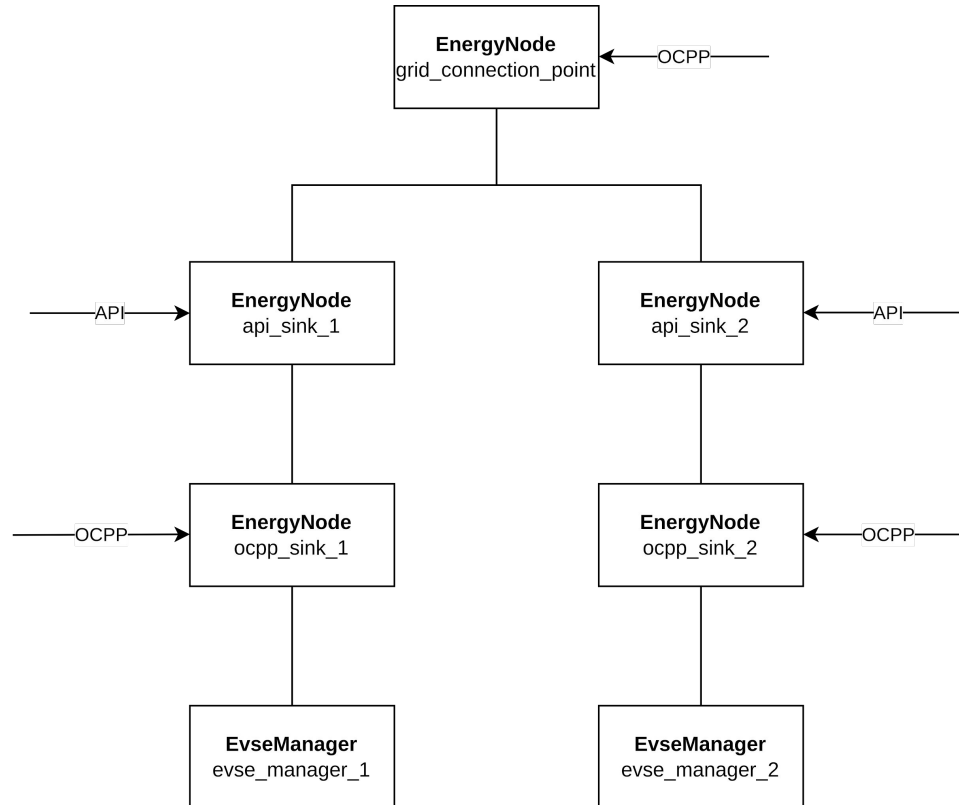 EnergyNode
grid_connection_point
OCPP
EnergyNode
api_sink_1
API
EnergyNode
api_sink_2
API
EnergyNode
ocpp_sink_1
OCPP
EnergyNode
ocpp_sink_2
OCPP
EvseManager
evse_manager_1
EvseManager
evse_manager_2